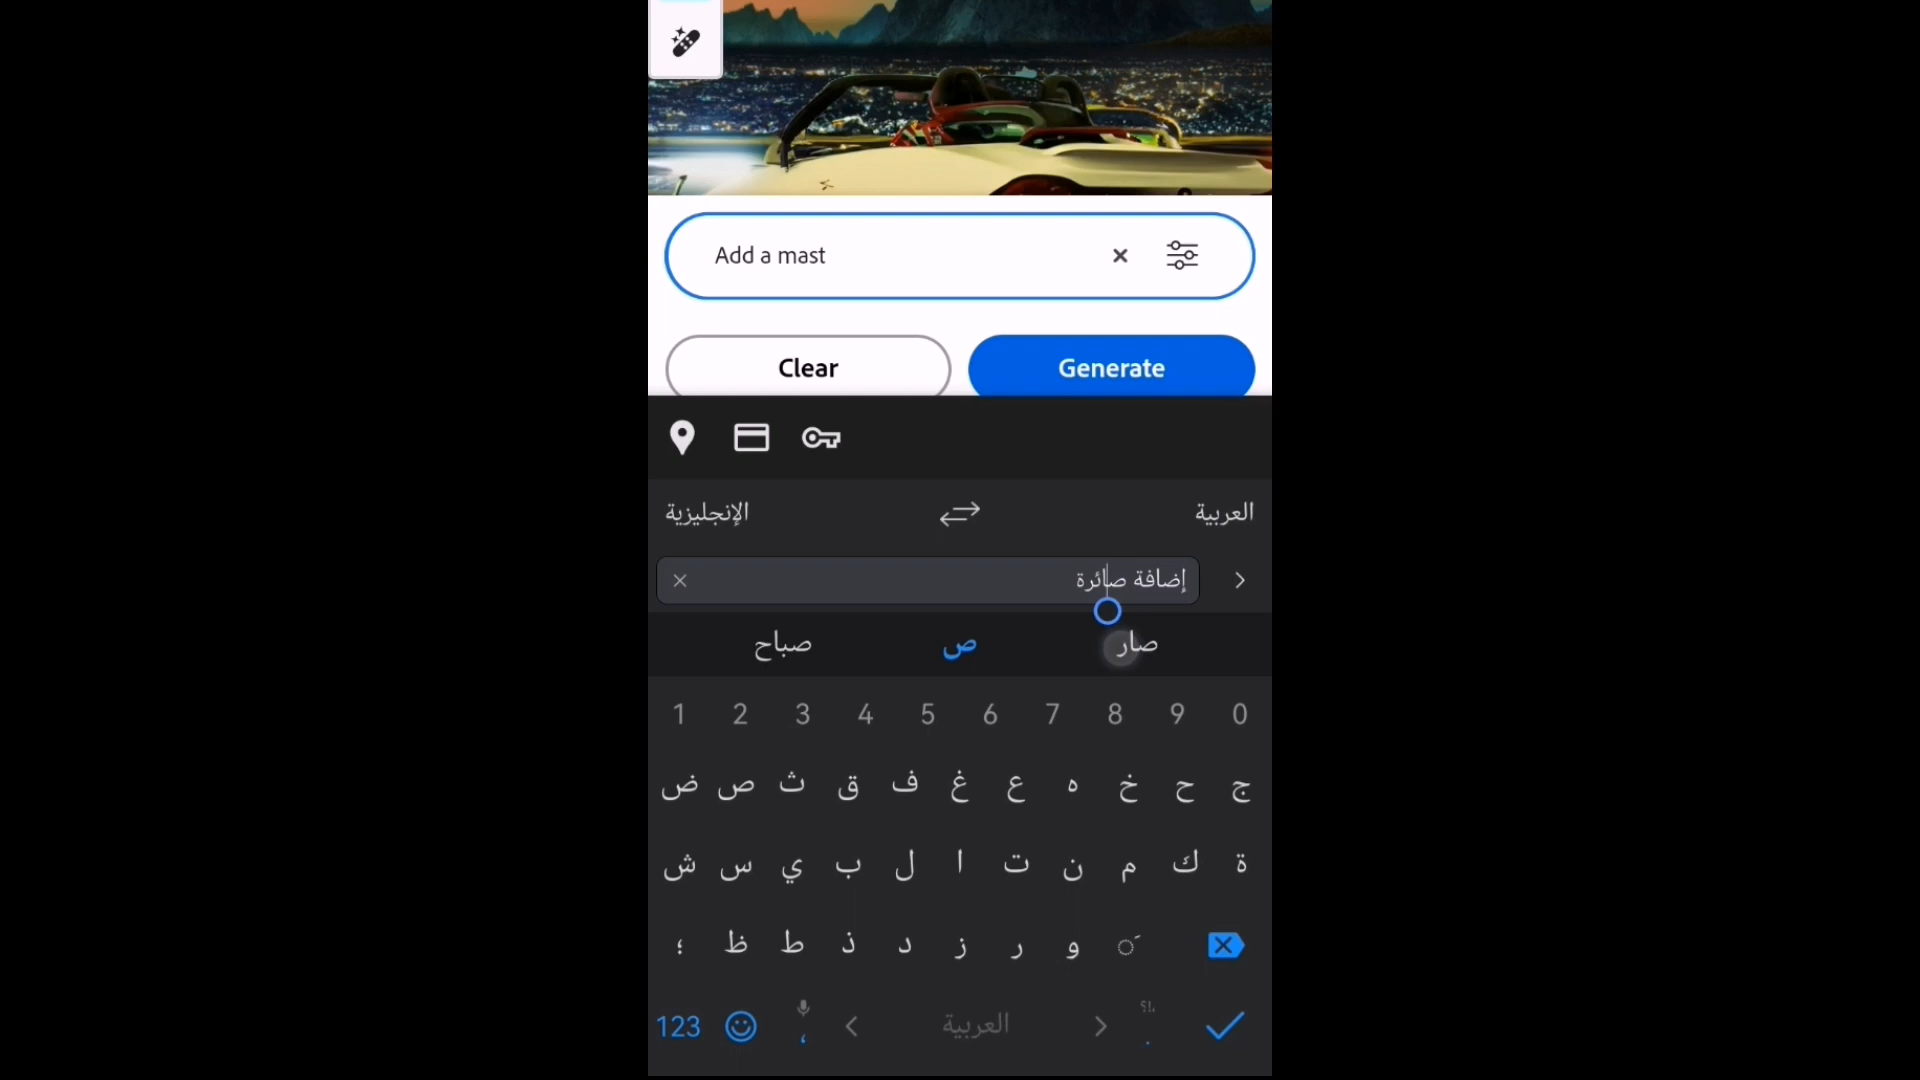 Add a mast
Clear
Generate
الإنجليزية
العربية
إضافة صائرة
صباح
ص
صار
1 2 3 4 5 6 7 8 9 0
ض ص ث ق ف غ ع ه خ ح ج
ش س ي ب ل ا ت ن م ك ة
؛ ظ ط ذ د ز ر و
123
،
العربية
؟!،
.